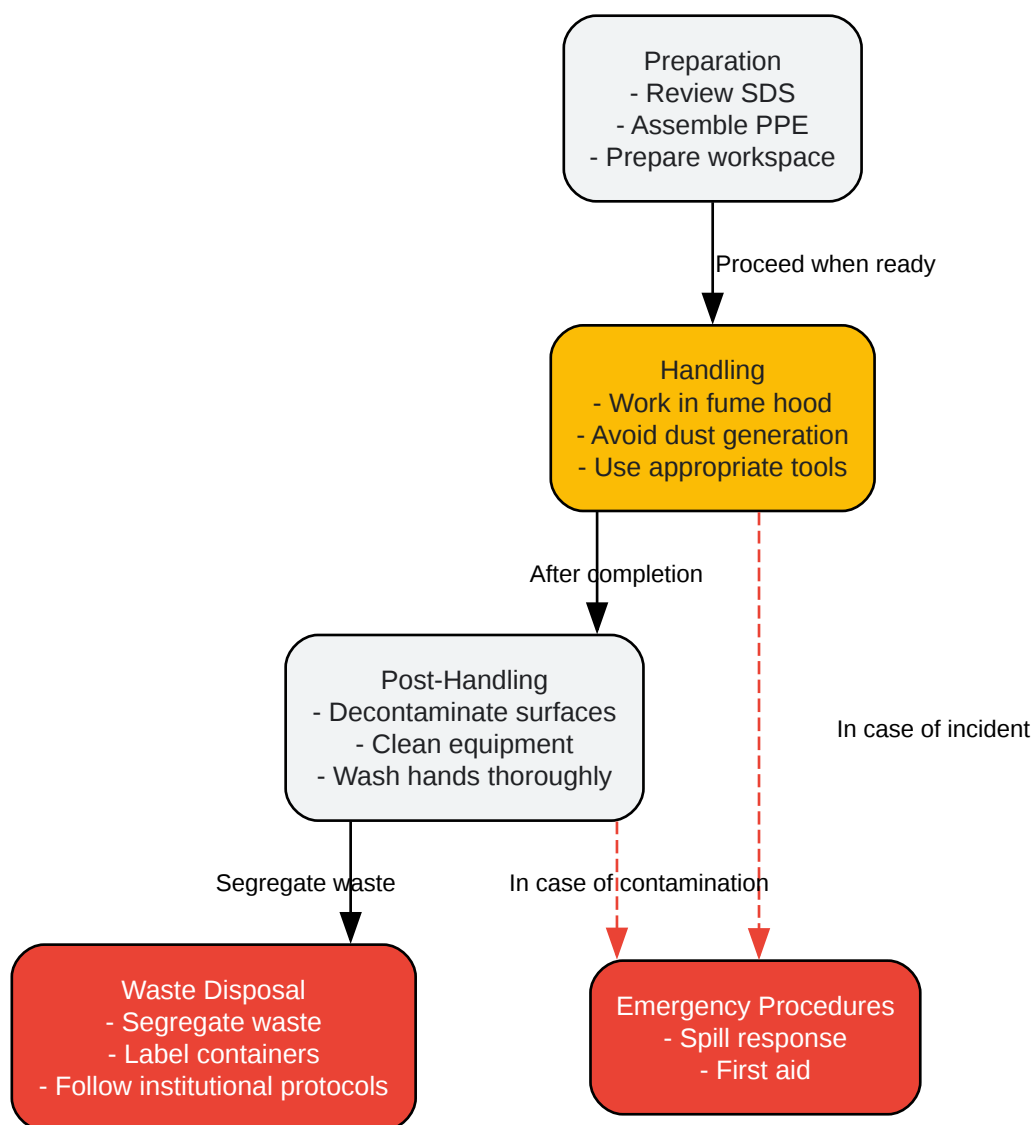 Preparation
- Review SDS
- Assemble PPE
- Prepare workspace
Proceed when ready
Handling
- Work in fume hood
- Avoid dust generation
- Use appropriate tools
After completion
In case of incident
Post-Handling
- Decontaminate surfaces
- Clean equipment
- Wash hands thoroughly
Segregate waste
In case of contamination
Waste Disposal
- Segregate waste
- Label containers
- Follow institutional protocols
Emergency Procedures
- Spill response
- First aid